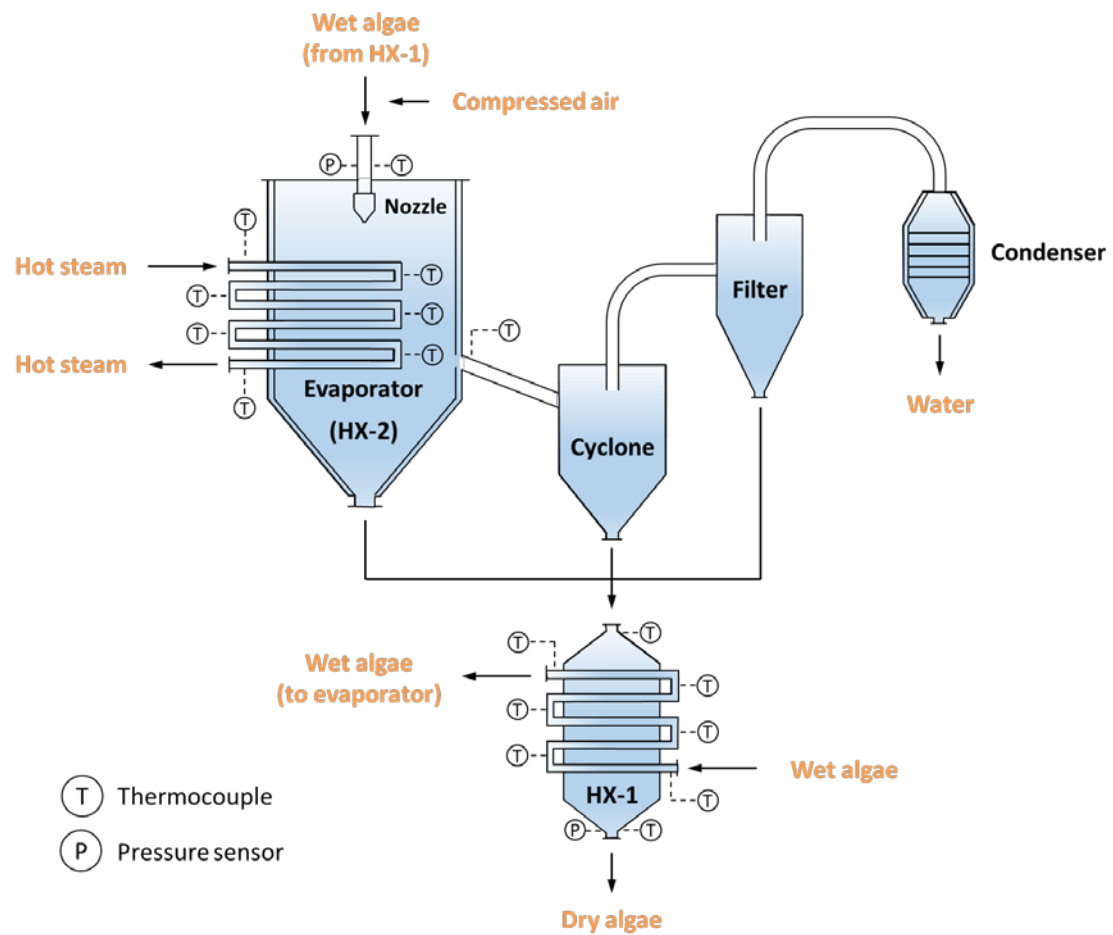 Wet algae
(from HX-1)
Compressed air
P
T
Nozzle
T
Hot steam
T
T
T
T
T
T
Hot steam
T
T
Evaporator
(HX-2)
Cyclone
Filter
Condenser
Water
T
T
Wet algae
(to evaporator)
T
T
T
T
Wet algae
HX-1
T
P
T
Dry algae
T Thermocouple
P Pressure sensor